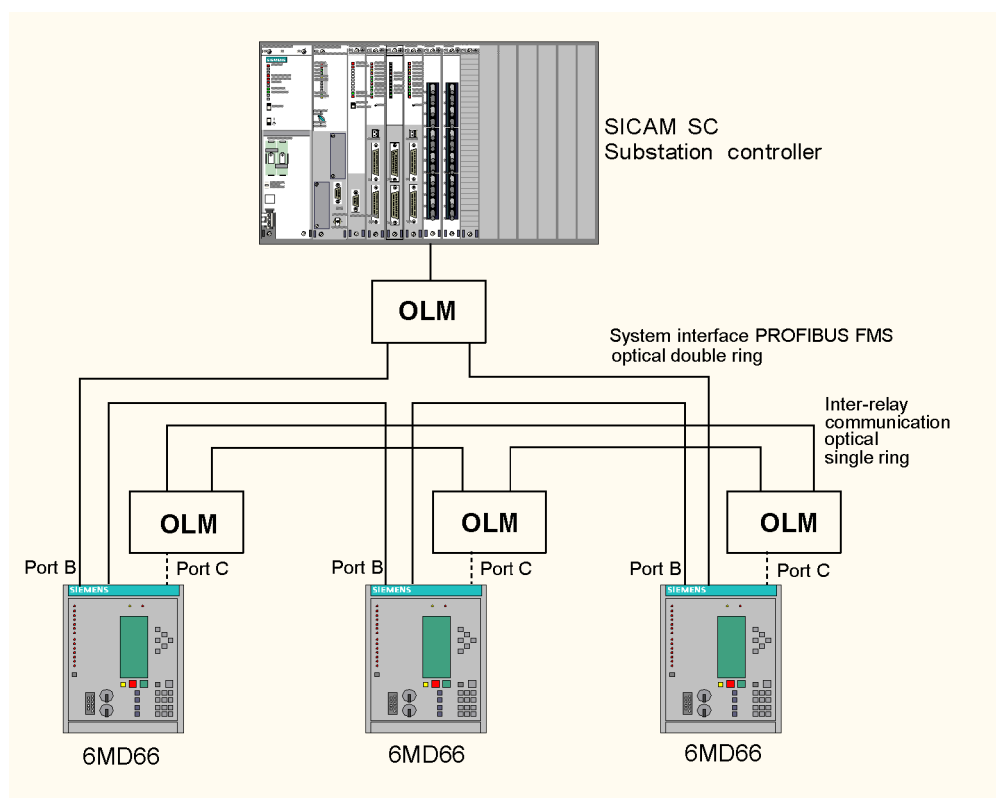 SIEMENS
SICAM SC
Substation controller
OLM
System interface PROFIBUS FMS
optical double ring
Inter-relay
communication
optical
single ring
OLM
OLM
OLM
Port B
Port C
Port B
Port C
Port B
Port C
SIEMENS
SIEMENS
SIEMENS
6MD66
6MD66
6MD66